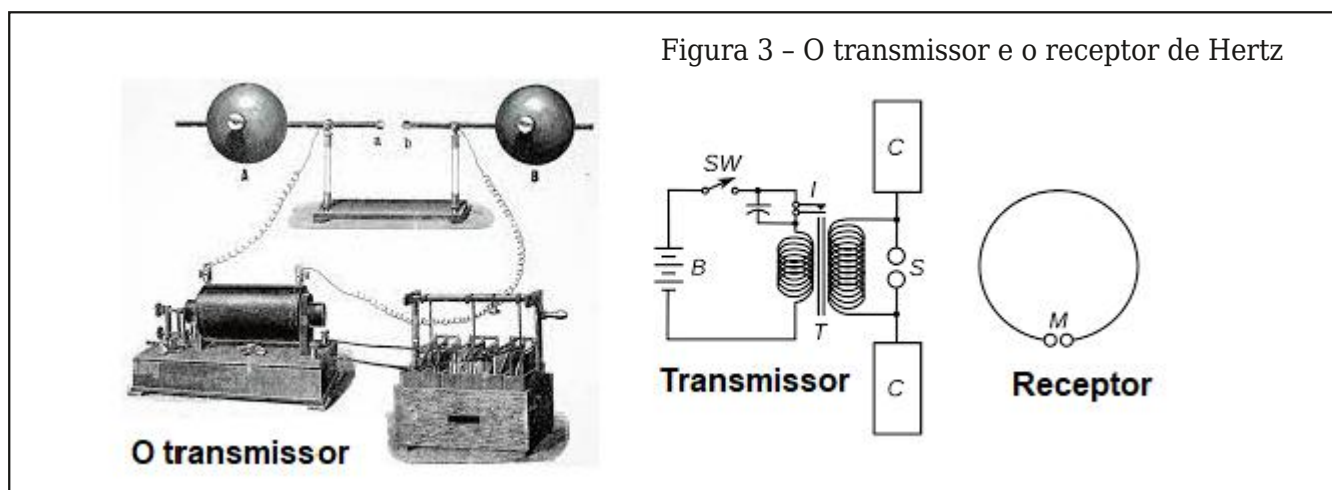 Figura 3 – O transmissor e o receptor de Hertz
a b
A B
O transmissor
SW
I
B
T
S
C
C
Transmissor
M
Receptor